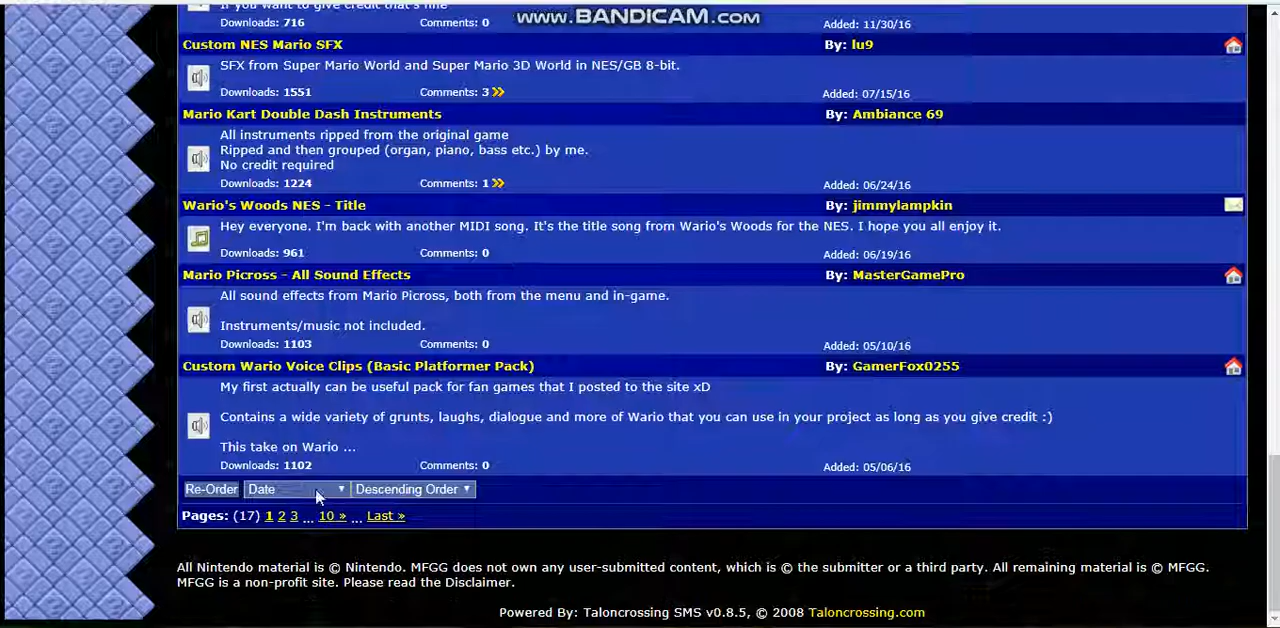 If you want to give credit that's fine
www.BANDICAM.com
Downloads: 716 Comments: 0 Added: 11/30/16
Custom NES Mario SFX By: lu9
SFX from Super Mario World and Super Mario 3D World in NES/GB 8-bit.
Downloads: 1551 Comments: 3 Added: 07/15/16
Mario Kart Double Dash Instruments By: Ambiance 69
All instruments ripped from the original game
Ripped and then grouped (organ, piano, bass etc.) by me.
No credit required
Downloads: 1224 Comments: 1 Added: 06/24/16
Wario's Woods NES - Title By: jimmylampkin
Hey everyone. I'm back with another MIDI song. It's the title song from Wario's Woods for the NES. I hope you all enjoy it.
Downloads: 961 Comments: 0 Added: 06/19/16
Mario Picross - All Sound Effects By: MasterGamePro
All sound effects from Mario Picross, both from the menu and in-game.
Instruments/music not included.
Downloads: 1103 Comments: 0 Added: 05/10/16
Custom Wario Voice Clips (Basic Platformer Pack) By: GamerFox0255
My first actually can be useful pack for fan games that I posted to the site xD
Contains a wide variety of grunts, laughs, dialogue and more of Wario that you can use in your project as long as you give credit :)
This take on Wario ...
Downloads: 1102 Comments: 0 Added: 05/06/16
Re-Order Date Descending Order
Pages: (17) 1 2 3 ... 10 » ... Last »
All Nintendo material is © Nintendo. MFGG does not own any user-submitted content, which is © the submitter or a third party. All remaining material is © MFGG.
MFGG is a non-profit site. Please read the Disclaimer.
Powered By: Taloncrossing SMS v0.8.5, © 2008 Taloncrossing.com